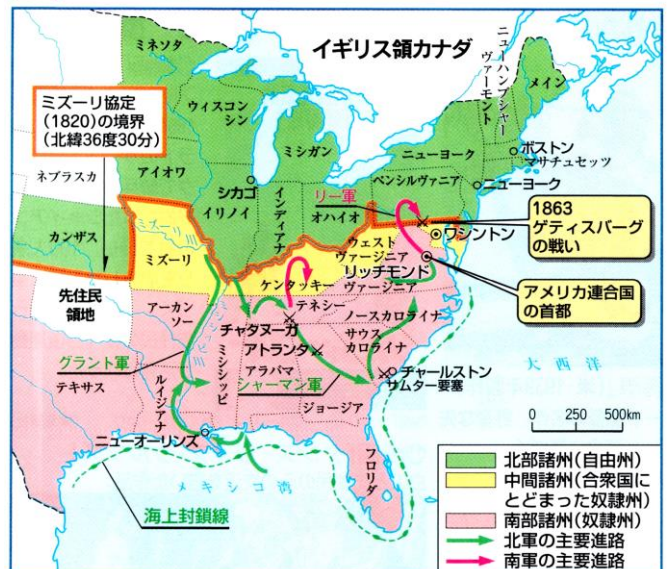 イギリス領カナダ
ミネソタ
ウィスコン
シン
ミシガン
アイオワ
ネブラスカ
シカゴ
イリノイ
インディアナ
オハイオ
カンザス
ミズーリ
ミズーリ川
ニューハンプシャー
ヴァーモント
メイン
ニューヨーク
ボストン
マサチュセッツ
ペンシルヴァニア
ニューヨーク
ミズーリ協定
(1820)の境界
(北緯36度30分)
リー軍
1863
ゲティスバーグ
の戦い
ワシントン
ウェスト
ヴァージニア
リッチモンド
ヴァージニア
アメリカ連合国
の首都
ケンタッキー
テネシー
ノースカロライナ
サウス
カロライナ
先住民
領地
アーカン
ソー
ミシシッピ川
チャタヌーガ
アトランタ
アラバマ
ミシシッピ
シャーマン軍
ジョージア
チャールストン
サムター要塞
グラント軍
テキサス
ルイジアナ
ニューオーリンズ
フロリダ
大西洋
メキシコ湾
海上封鎖線
0 250 500km
北部諸州(自由州)
中間諸州(合衆国に
とどまった奴隷州)
南部諸州(奴隷州)
北軍の主要進路
南軍の主要進路